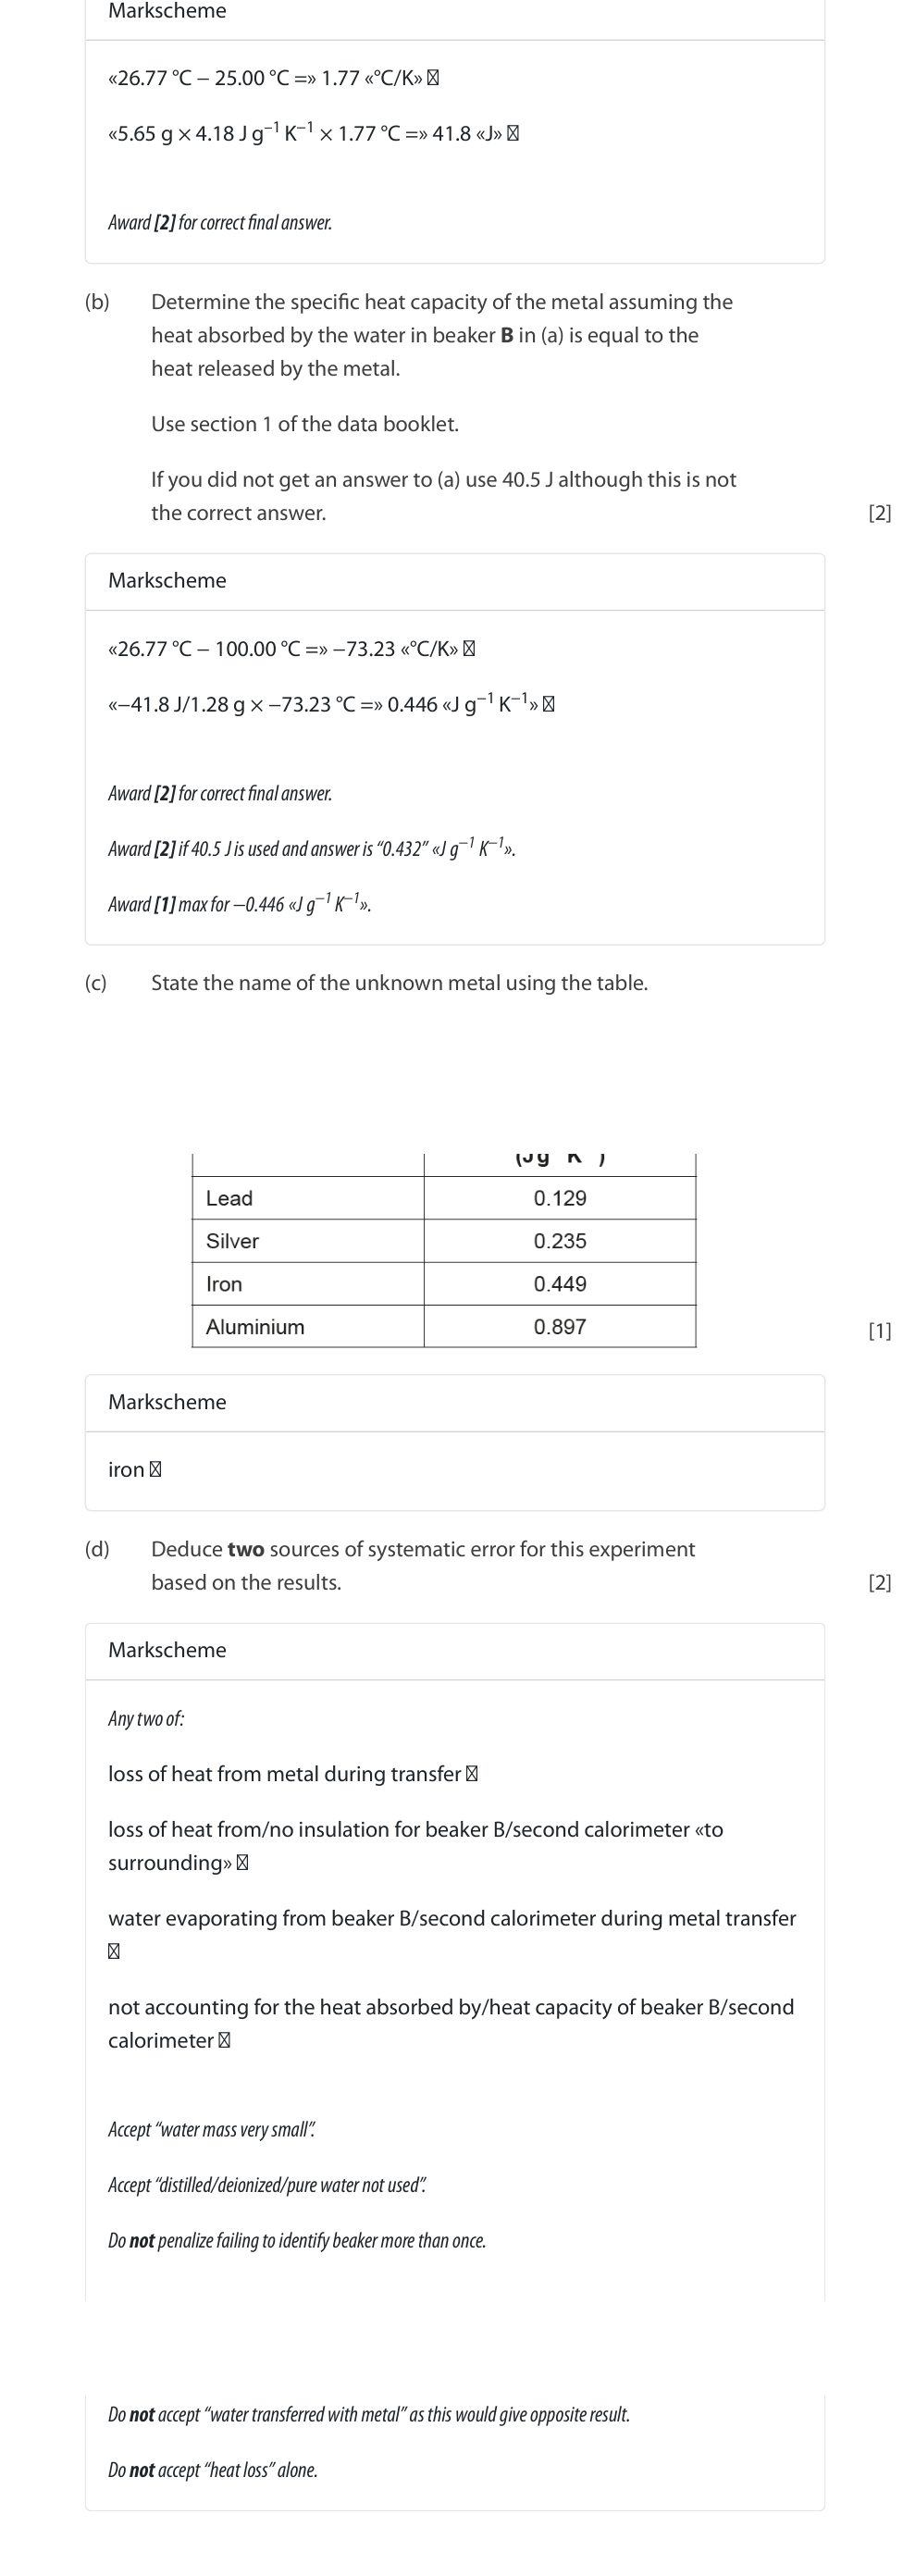 Markscheme
«26.77 °C – 25.00 °C =» 1.77 «°C/K»
«5.65 g × 4.18 J g⁻¹ K⁻¹ × 1.77 °C =» 41.8 «J»
Award [2] for correct final answer.
(b) Determine the specific heat capacity of the metal assuming the
heat absorbed by the water in beaker B in (a) is equal to the
heat released by the metal.
Use section 1 of the data booklet.
If you did not get an answer to (a) use 40.5 J although this is not
the correct answer. [2]
Markscheme
«26.77 °C – 100.00 °C =» –73.23 «°C/K»
«–41.8 J/1.28 g × –73.23 °C =» 0.446 «J g⁻¹ K⁻¹»
Award [2] for correct final answer.
Award [2] if 40.5 J is used and answer is “0.432” «J g⁻¹ K⁻¹».
Award [1] max for –0.446 «J g⁻¹ K⁻¹».
(c) State the name of the unknown metal using the table.
Lead 0.129
Silver 0.235
Iron 0.449
Aluminium 0.897
[1]
Markscheme
iron
(d) Deduce two sources of systematic error for this experiment
based on the results. [2]
Markscheme
Any two of:
loss of heat from metal during transfer
loss of heat from/no insulation for beaker B/second calorimeter «to
surrounding»
water evaporating from beaker B/second calorimeter during metal transfer
not accounting for the heat absorbed by/heat capacity of beaker B/second
calorimeter
Accept “water mass very small”.
Accept “distilled/deionized/pure water not used”.
Do not penalize failing to identify beaker more than once.
Do not accept “water transferred with metal” as this would give opposite result.
Do not accept “heat loss” alone.